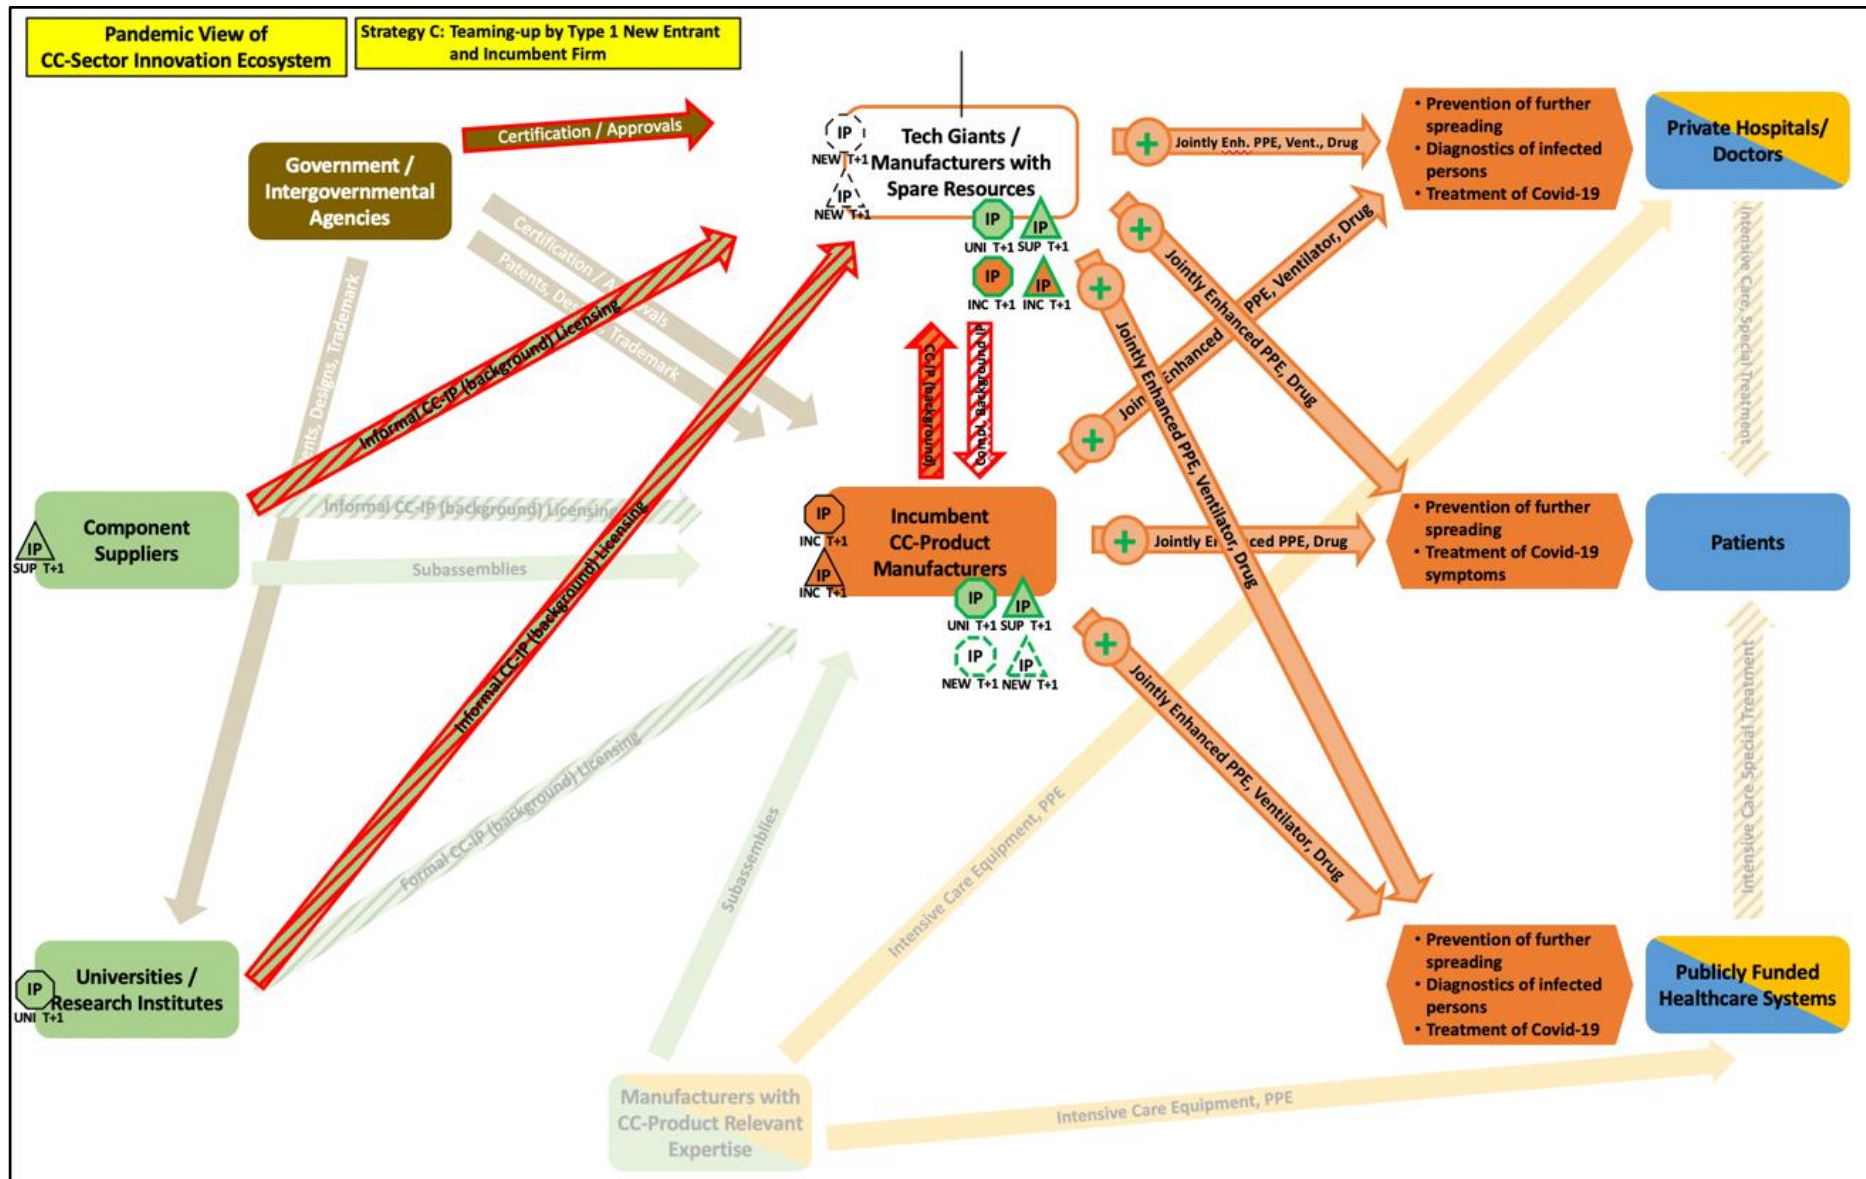 Pandemic View of
CC-Sector Innovation Ecosystem
Strategy C: Teaming-up by Type 1 New Entrant
and Incumbent Firm
Certification / Approvals
Government /
Intergovernmental
Agencies
Certification / Approvals
Patents, Designs, Trademark
ents, Designs, Trademark
IP
NEW T+1
IP
NEW T+1
Tech Giants /
Manufacturers with
Spare Resources
IP
UNI T+1
IP
SUP T+1
IP
INC T+1
IP
INC T+1
CC-IP (background)
Compl. Background IP
Informal CC-IP (background) Licensing
Informal CC-IP (background) Licensing
Informal CC-IP (background) Licensing
Subassemblies
Component
Suppliers
IP
SUP T+1
IP
INC T+1
IP
INC T+1
Incumbent
CC-Product
Manufacturers
IP
UNI T+1
IP
SUP T+1
IP
NEW T+1
IP
NEW T+1
Formal CC-IP (background) Licensing
Subassemblies
Universities /
Research Institutes
IP
UNI T+1
Manufacturers with
CC-Product Relevant
Expertise
Intensive Care Equipment, PPE
Intensive Care Equipment, PPE
+
Jointly Enh. PPE, Vent., Drug
+
Jointly Enhanced PPE, Drug
+
Jointly Enhanced PPE, Ventilator, Drug
+
Join Enhanced PPE, Ventilator, Drug
+
Jointly Enhanced PPE, Drug
+
Jointly Enhanced PPE, Ventilator, Drug
• Prevention of further
spreading
• Diagnostics of infected
persons
• Treatment of Covid-19
Private Hospitals/
Doctors
Intensive Care, Special Treatment
• Prevention of further
spreading
• Treatment of Covid-19
symptoms
Patients
Intensive Care Special Treatment
• Prevention of further
spreading
• Diagnostics of infected
persons
• Treatment of Covid-19
Publicly Funded
Healthcare Systems